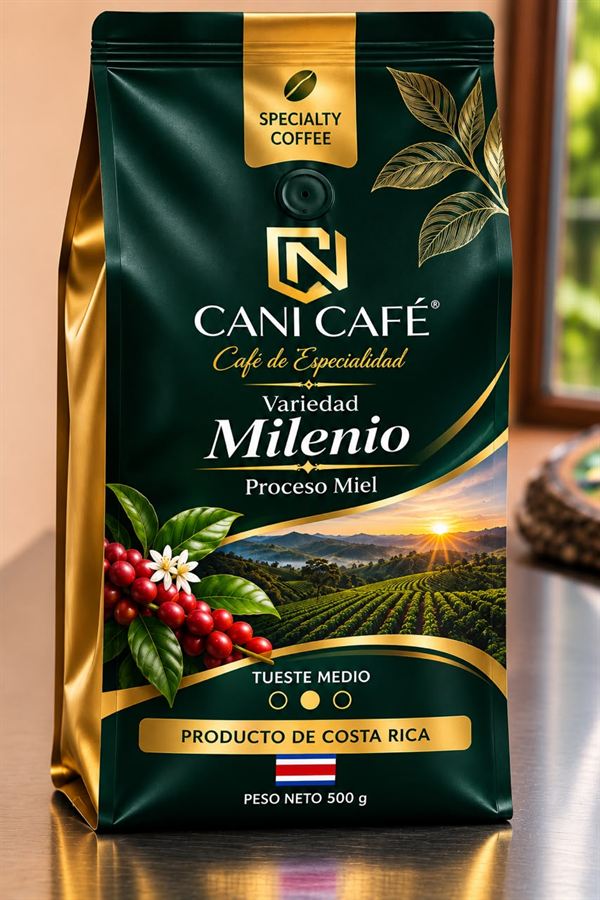 SPECIALTY
COFFEE
CANI CAFÉ®
Café de Especialidad
Variedad
Milenio
Proceso Miel
TUESTE MEDIO
PRODUCTO DE COSTA RICA
PESO NETO 500 g